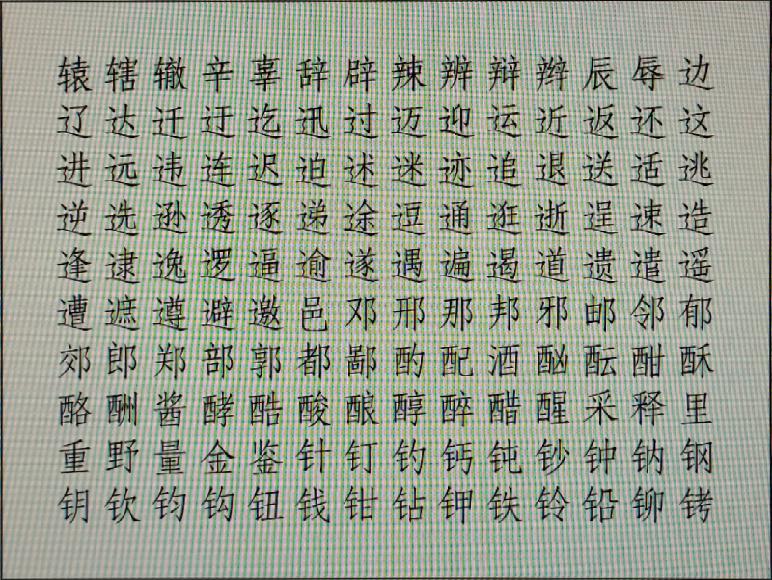 辕辖辙辛辜辞辟辣辨辩辫辰辱边
辽达迁迂迄迅过迈迎运近返还这
进远违连迟迫述迷迹追退送适逃
逆选逊透逐递途逗通逛逝逞速造
逢逮逸逻逼逾遂遇遍遏道遗遣遥
遭遮遵避邀邑邓邢那邦邪邮邻郁
郊郎郑部郭都鄙酌配酒酗酝酣酥
酪酬酱酵酷酸酿醇醉醋醒采释里
重野量金鉴针钉钓钙钝钞钟钠钢
钥钦钧钩钮钱钳钻钾铁铃铅铆铐